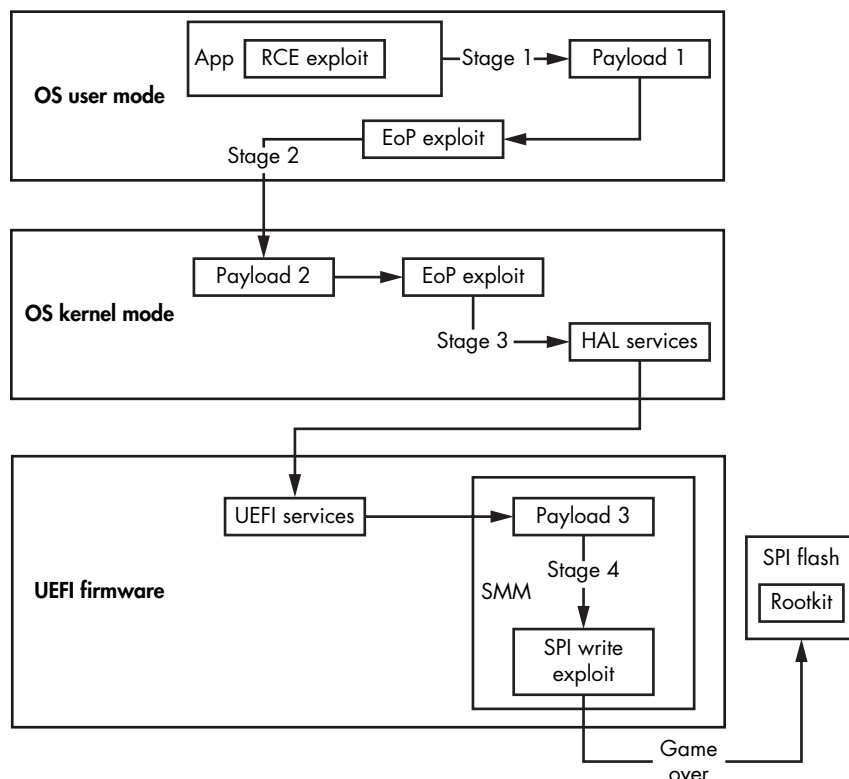 App
RCE exploit
Stage 1
Payload 1
OS user mode
EoP exploit
Stage 2
Payload 2
EoP exploit
OS kernel mode
Stage 3
HAL services
UEFI services
Payload 3
SPI flash
Stage 4
UEFI firmware
SMM
Rootkit
SPI write
exploit
Game
over